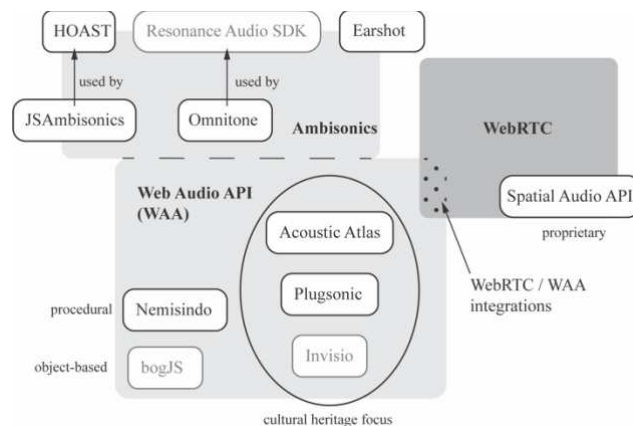 HOAST
Resonance Audio SDK
Earshot
used by
used by
JSAmbisonics
Omnitone
Ambisonics
WebRTC
Web Audio API
(WAA)
Spatial Audio API
proprietary
Acoustic Atlas
WebRTC / WAA
integrations
procedural
Nemisindo
Plugsonic
object-based
bogJS
Invisio
cultural heritage focus